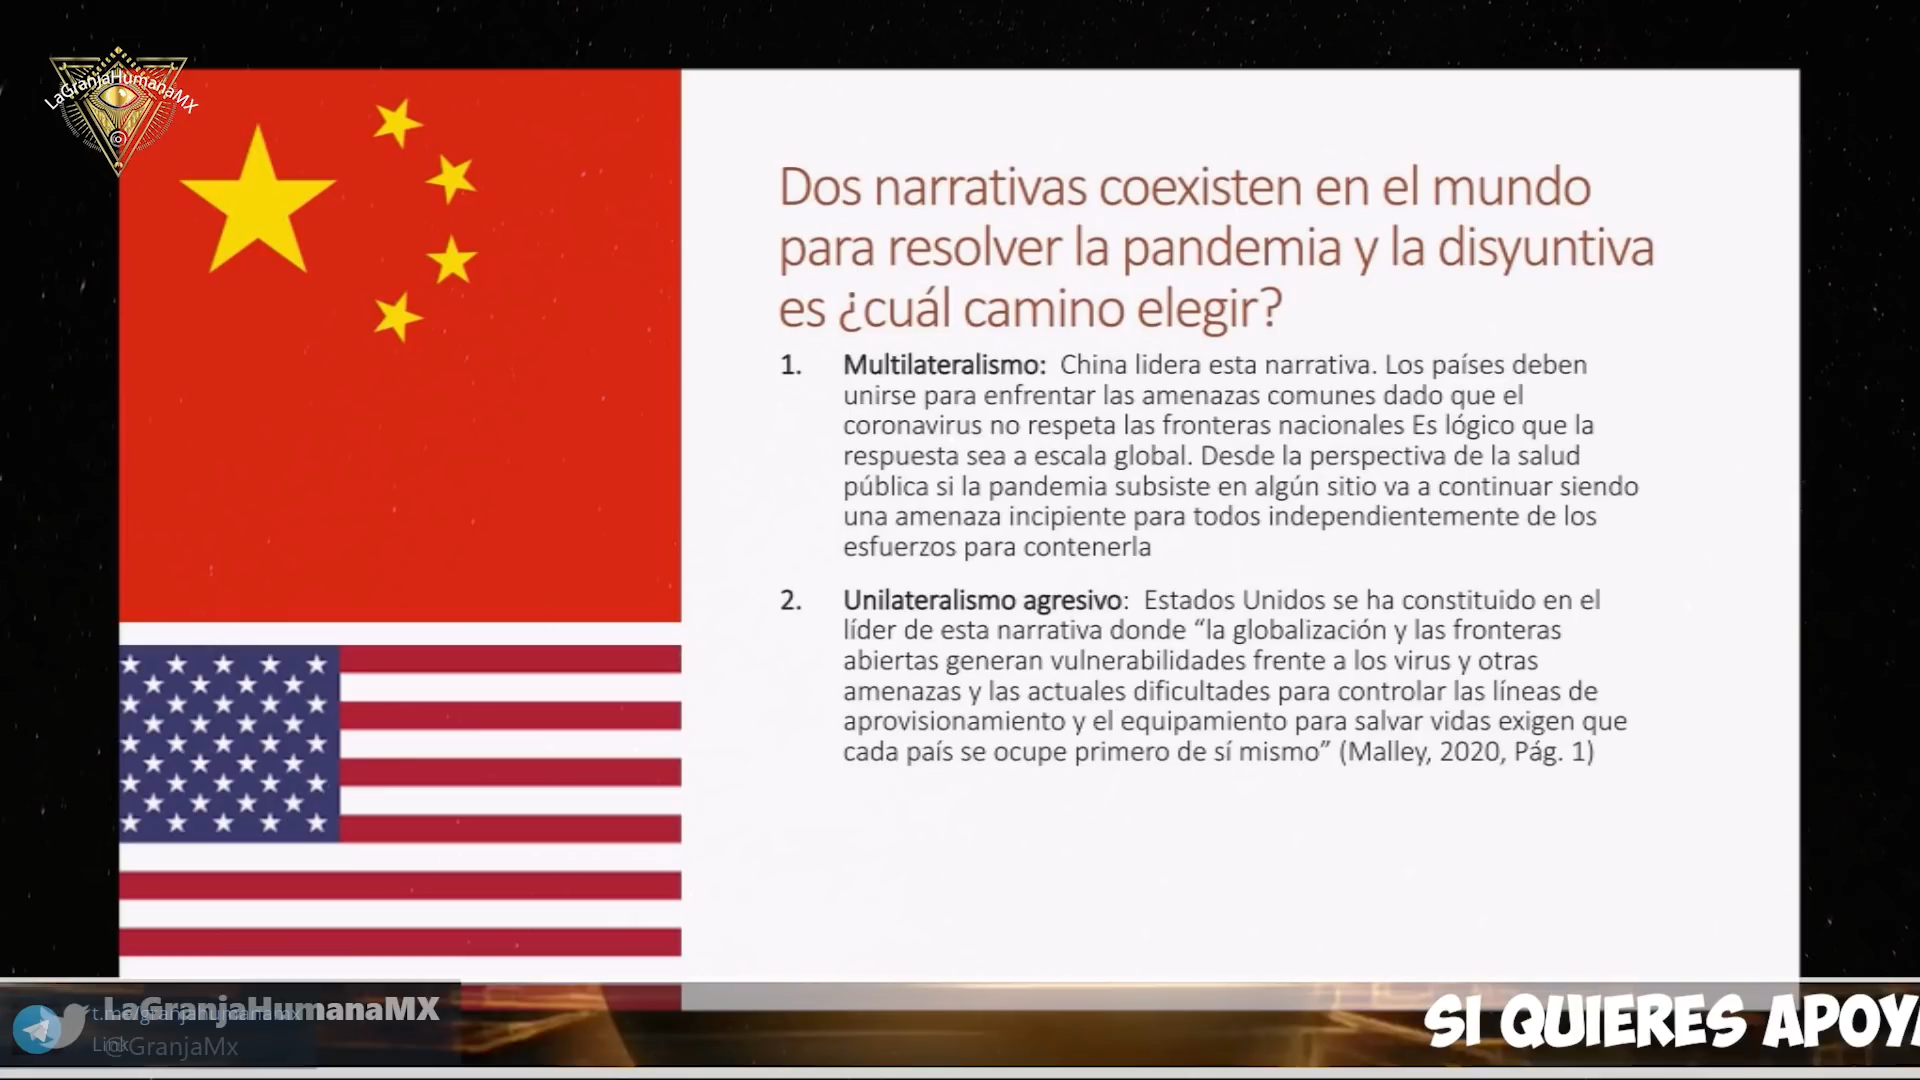 LaGranjaHumanaMX
Dos narrativas coexisten en el mundo
para resolver la pandemia y la disyuntiva
es ¿cuál camino elegir?
1. Multilateralismo: China lidera esta narrativa. Los países deben
unirse para enfrentar las amenazas comunes dado que el
coronavirus no respeta las fronteras nacionales Es lógico que la
respuesta sea a escala global. Desde la perspectiva de la salud
pública si la pandemia subsiste en algún sitio va a continuar siendo
una amenaza incipiente para todos independientemente de los
esfuerzos para contenerla
2. Unilateralismo agresivo: Estados Unidos se ha constituido en el
líder de esta narrativa donde “la globalización y las fronteras
abiertas generan vulnerabilidades frente a los virus y otras
amenazas y las actuales dificultades para controlar las líneas de
aprovisionamiento y el equipamiento para salvar vidas exigen que
cada país se ocupe primero de sí mismo” (Malley, 2020, Pág. 1)
LaGranjaHumanaMX
t.me/granjahumanamx
Link
@GranjaMx
SI QUIERES APOYA